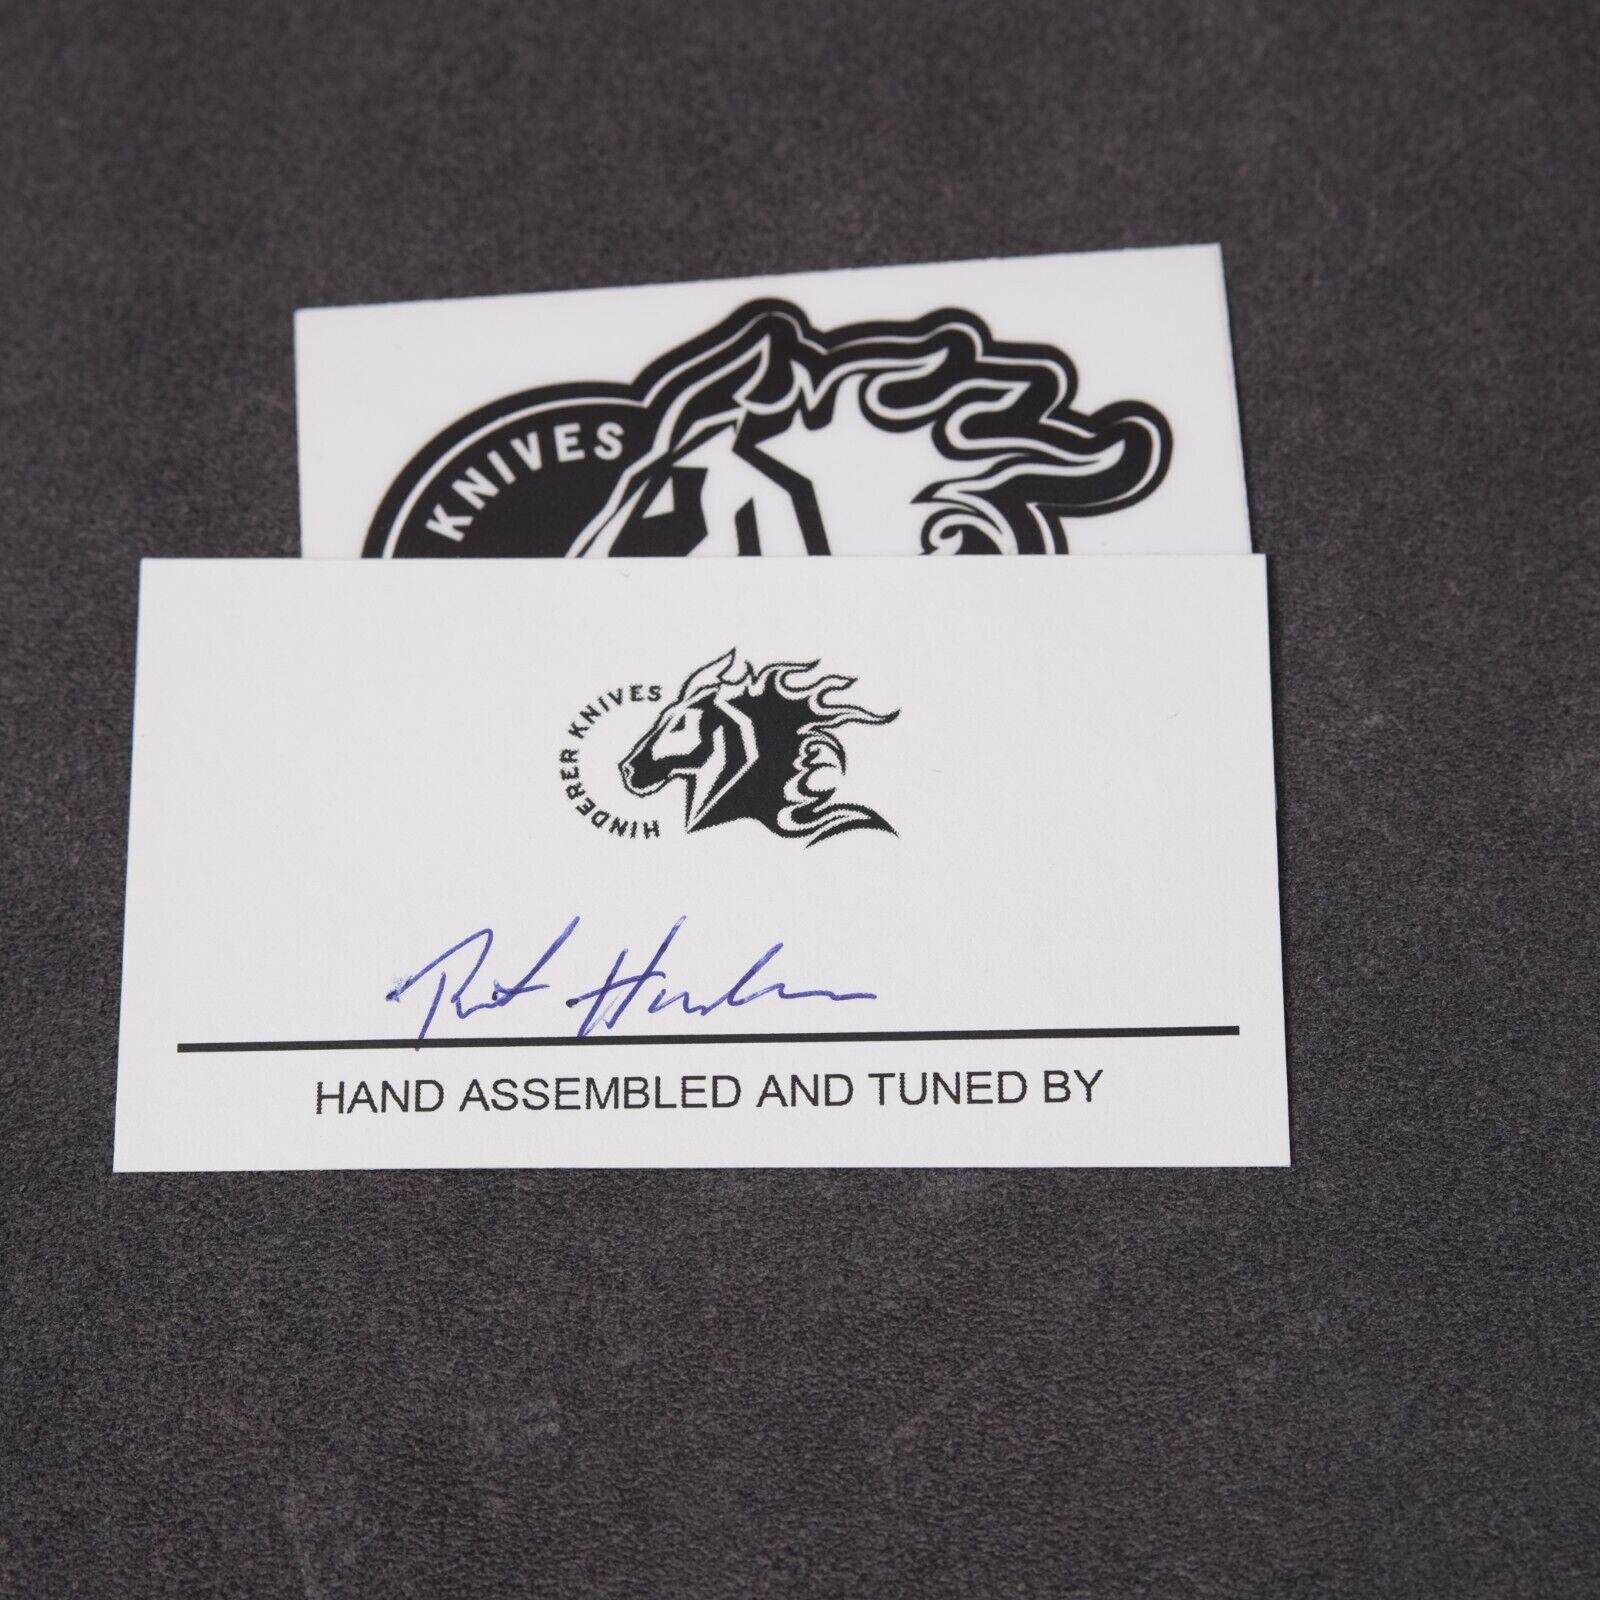 KNIVES
HINDERER KNIVES
HAND ASSEMBLED AND TUNED BY